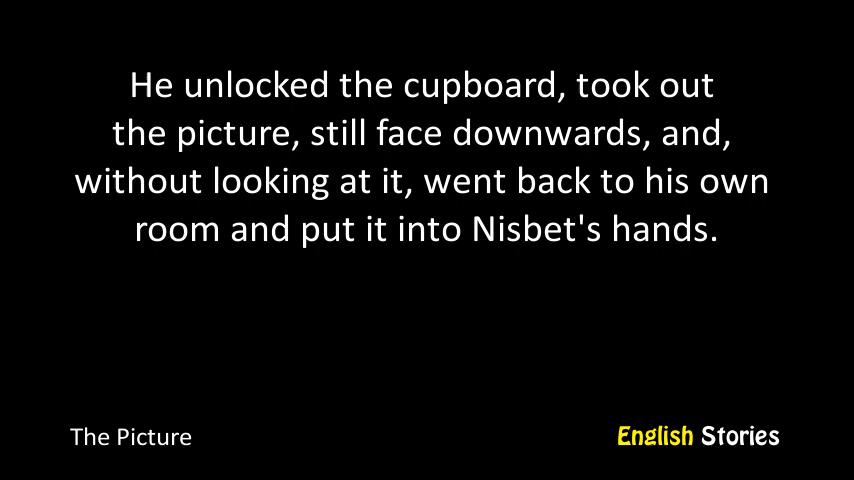 He unlocked the cupboard, took out
the picture, still face downwards, and,
without looking at it, went back to his own
room and put it into Nisbet's hands.
The Picture
English Stories